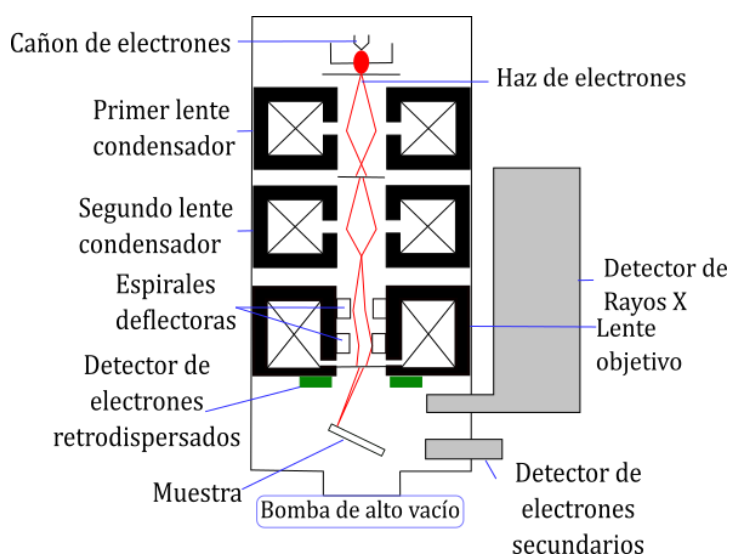 Cañon de electrones
Haz de electrones
Primer lente
condensador
Segundo lente
condensador
Espirales
deflectoras
Detector de
Rayos X
Lente
objetivo
Detector de
electrones
retrodispersados
Muestra
Bomba de alto vacío
Detector de
electrones
secundarios